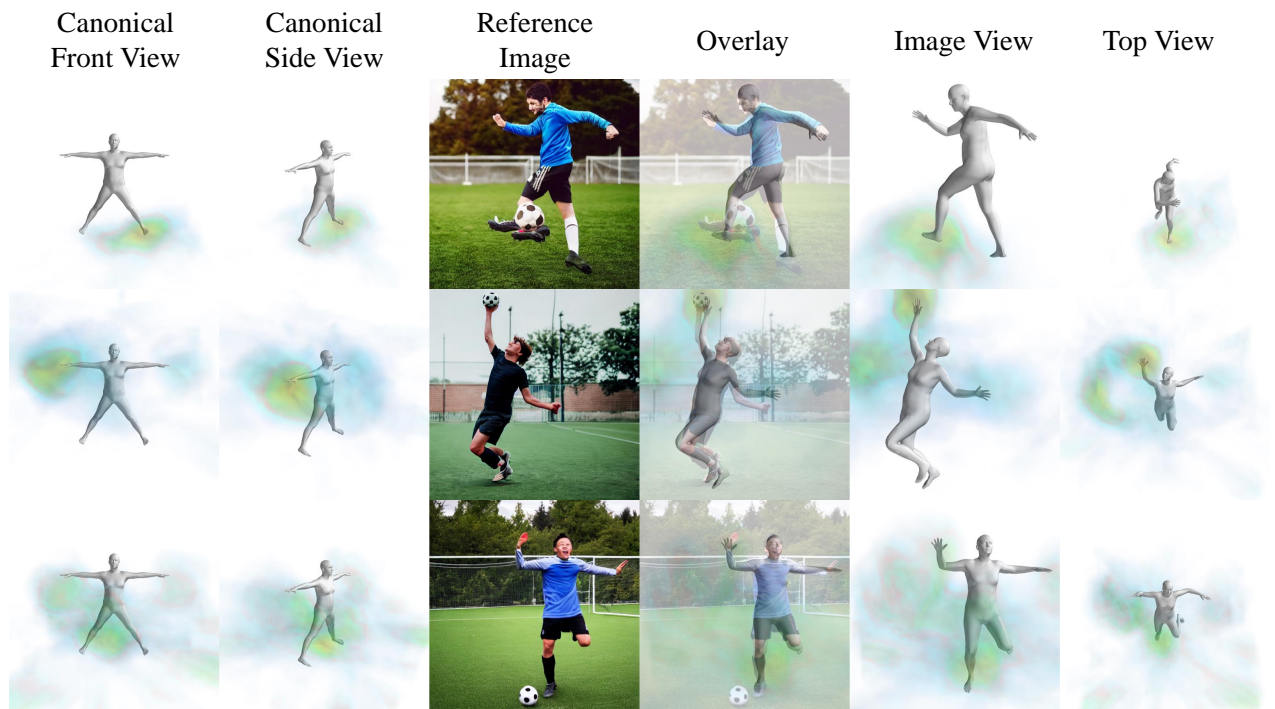 Canonical
Front View
Canonical
Side View
Reference
Image
Overlay
Image View
Top View